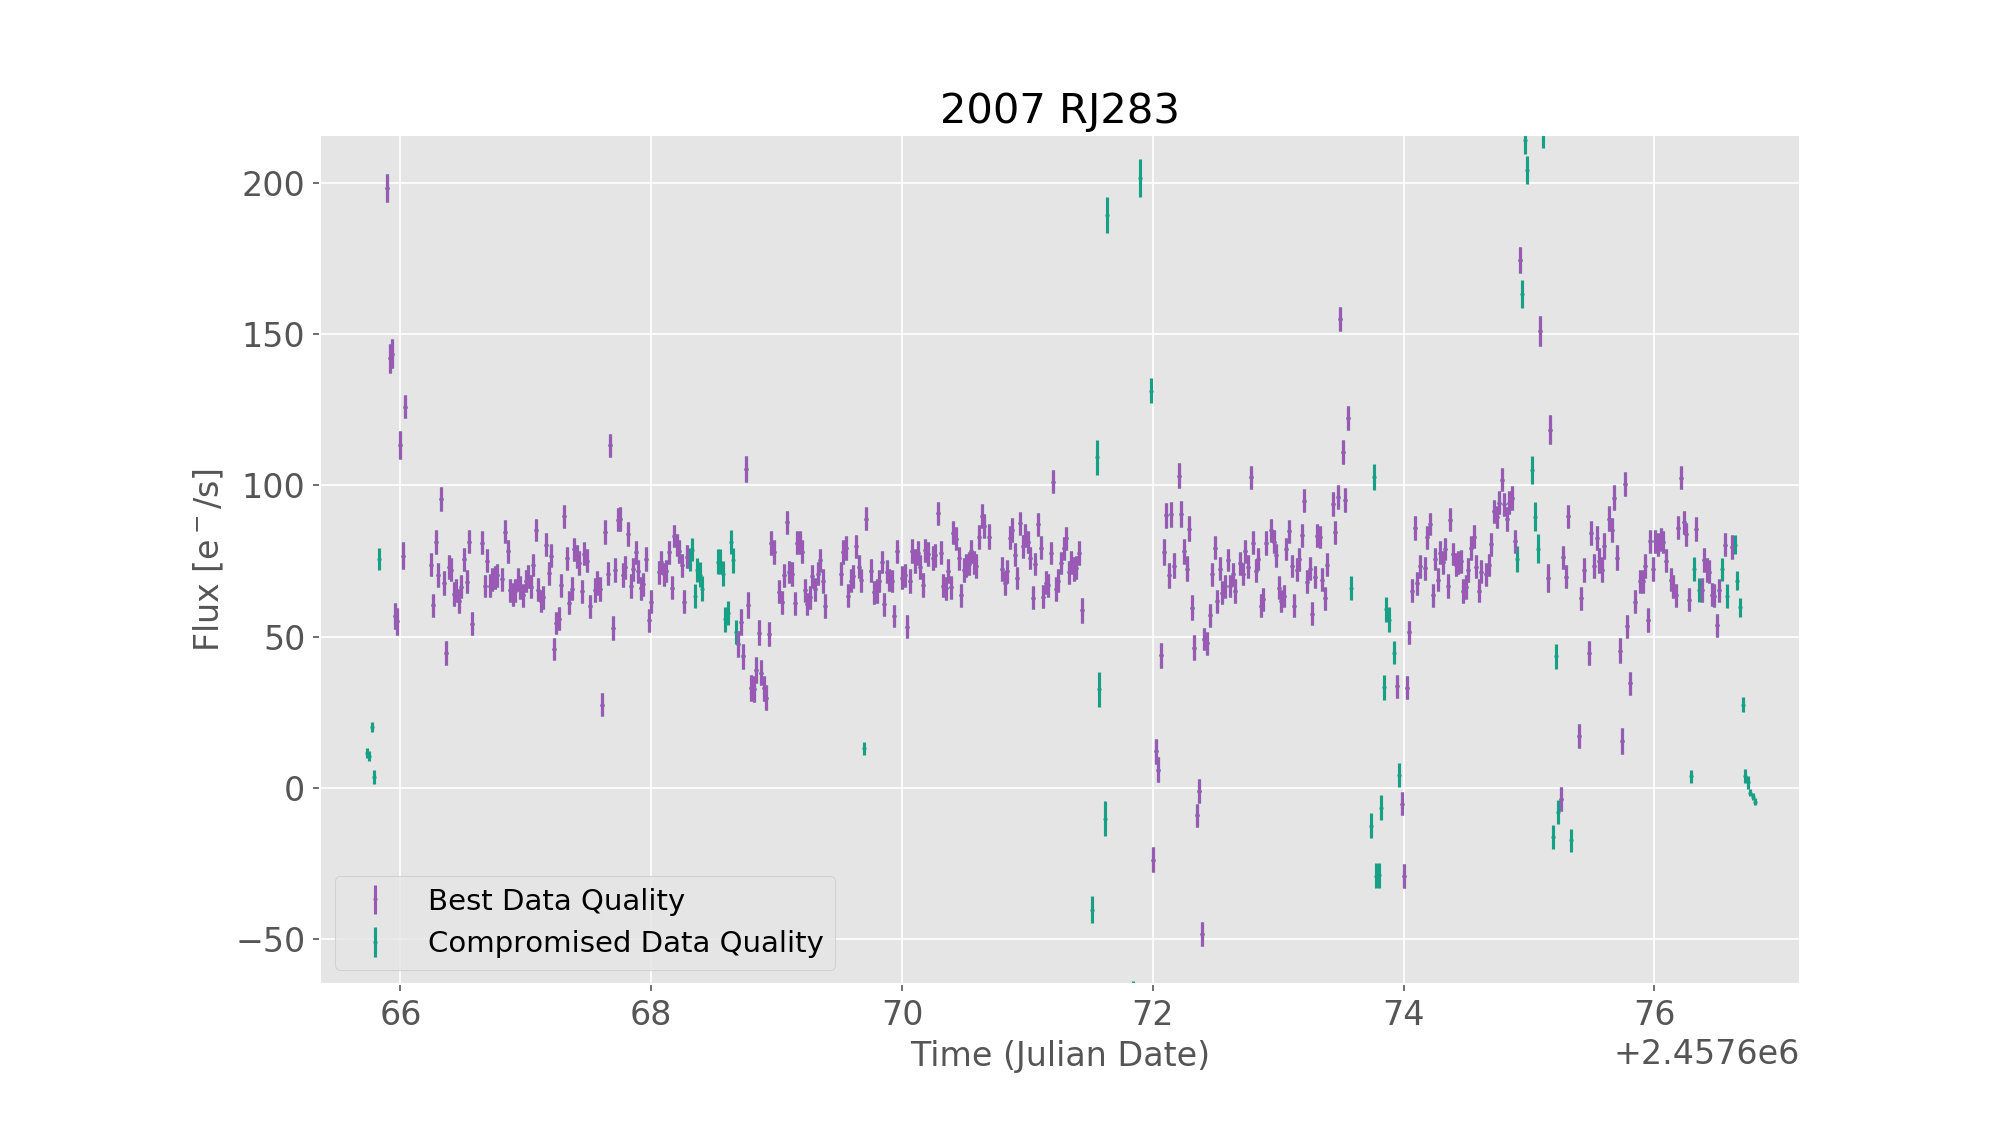 2007 RJ283
200
150
100
50
0
−50
Flux [e⁻/s]
Best Data Quality
Compromised Data Quality
66 68 70 72 74 76
Time (Julian Date)
+2.4576e6